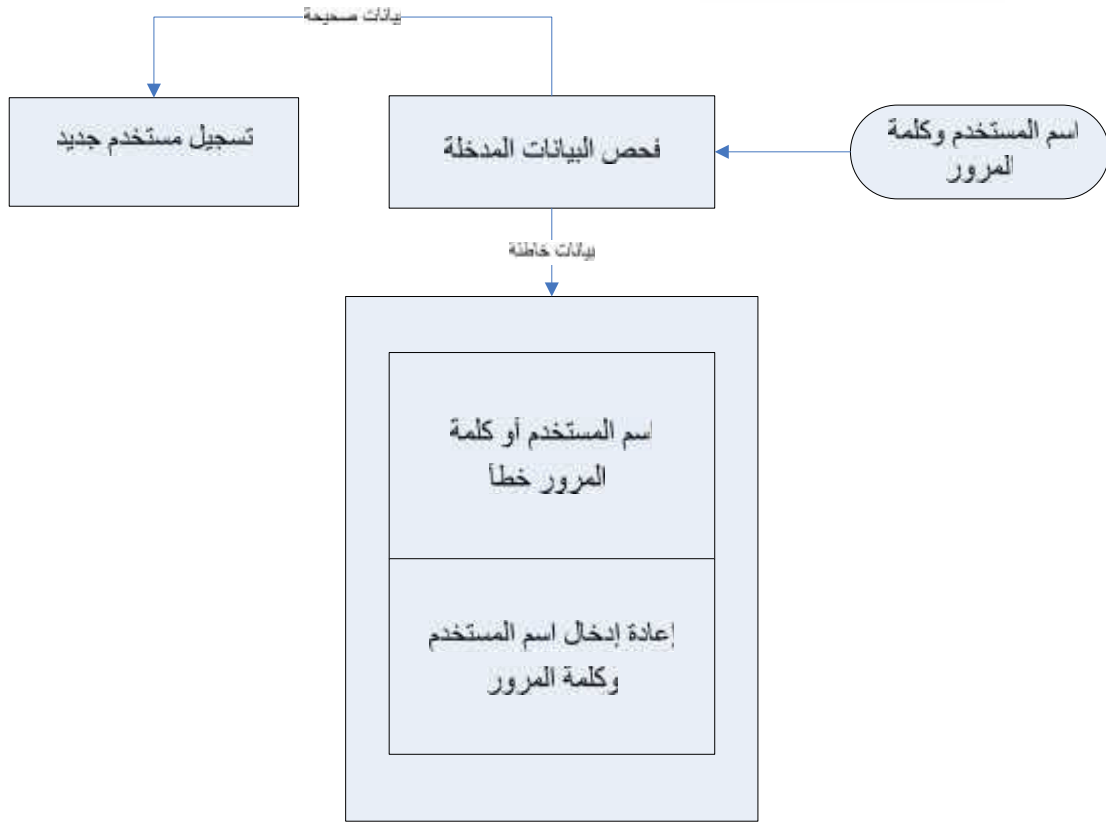 بيانات صحيحة
اسم المستخدم وكلمة
المرور
فحص البيانات المدخلة
تسجيل مستخدم جديد
بيانات خاطئة
اسم المستخدم أو كلمة
المرور خطأ
إعادة إدخال اسم المستخدم
وكلمة المرور